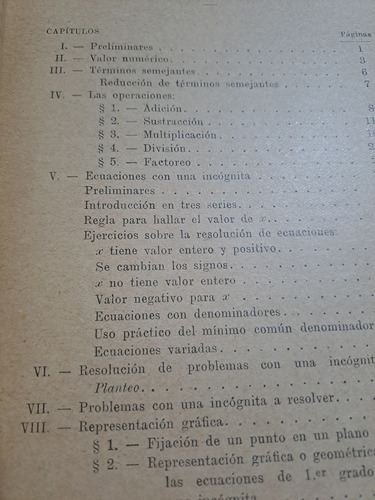 CAPÍTULOS Páginas
I. — Preliminares . . . . . . . . . . . . . 1
II. — Valor numérico . . . . . . . . . . . . 3
III. — Términos semejantes . . . . . . . . . . 6
Reducción de términos semejantes . . . . . 7
IV. — Las operaciones:
§ 1. — Adición . . . . . . . . . . . . 8
§ 2. — Sustracción . . . . . . . . . . 11
§ 3. — Multiplicación . . . . . . . . .
§ 4. — División . . . . . . . . . . . 2
§ 5. — Factoreo . . . . . . . . . . .
V. — Ecuaciones con una incógnita . . . . . . .
Preliminares . . . . . . . . . . . . .
Introducción en tres series . . . . . . . .
Regla para hallar el valor de x . . . . . .
Ejercicios sobre la resolución de ecuaciones:
x tiene valor entero y positivo . . . . . .
Se cambian los signos . . . . . . . . . .
x no tiene valor entero . . . . . . . . .
Valor negativo para x . . . . . . . . . .
Ecuaciones con denominadores . . . . . . .
Uso práctico del mínimo común denominador
Ecuaciones variadas . . . . . . . . . . .
VI. — Resolución de problemas con una incógnit
Planteo . . . . . . . . . . . . . . . .
VII. — Problemas con una incógnita a resolver . . .
VIII. — Representación gráfica . . . . . . . . . .
§ 1. — Fijación de un punto en un plano
§ 2. — Representación gráfica o geométric
las ecuaciones de 1.er grado
incógnita